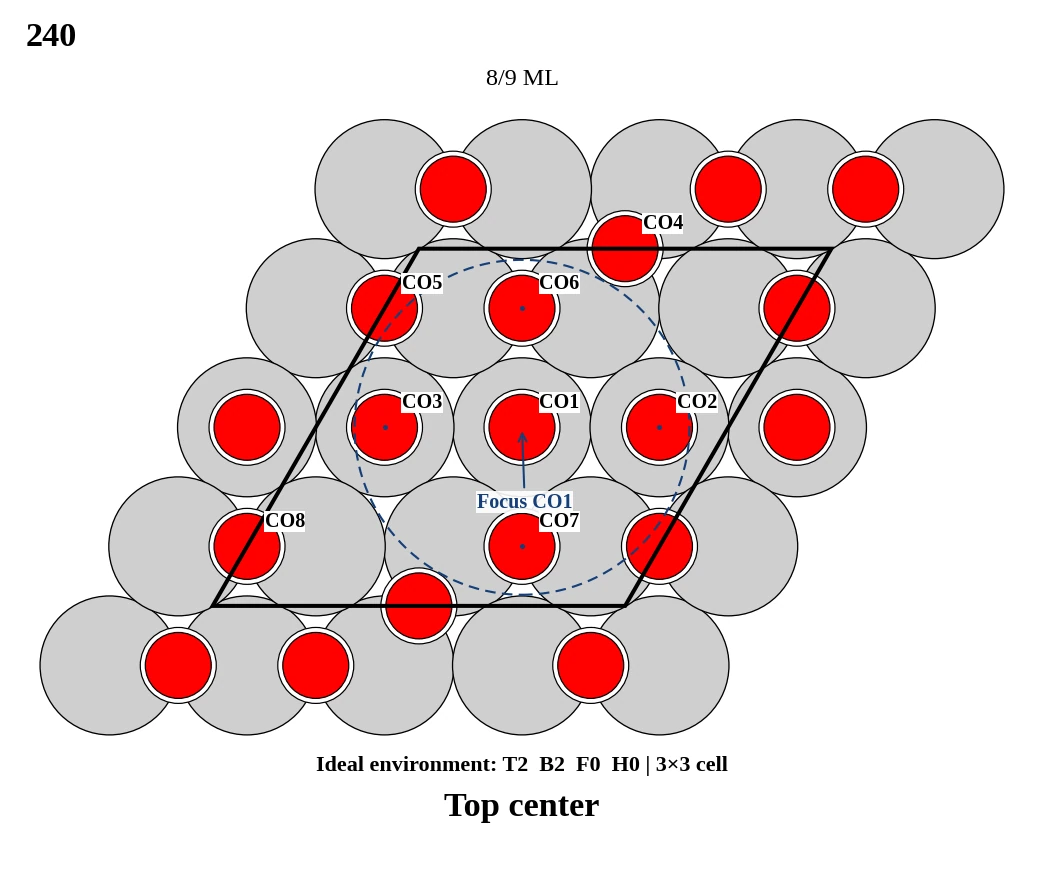 240
8/9 ML
CO4
CO5
CO6
CO3
CO1
CO2
Focus CO1
CO8
CO7
Ideal environment: T2  B2  F0  H0 | 3×3 cell
Top center